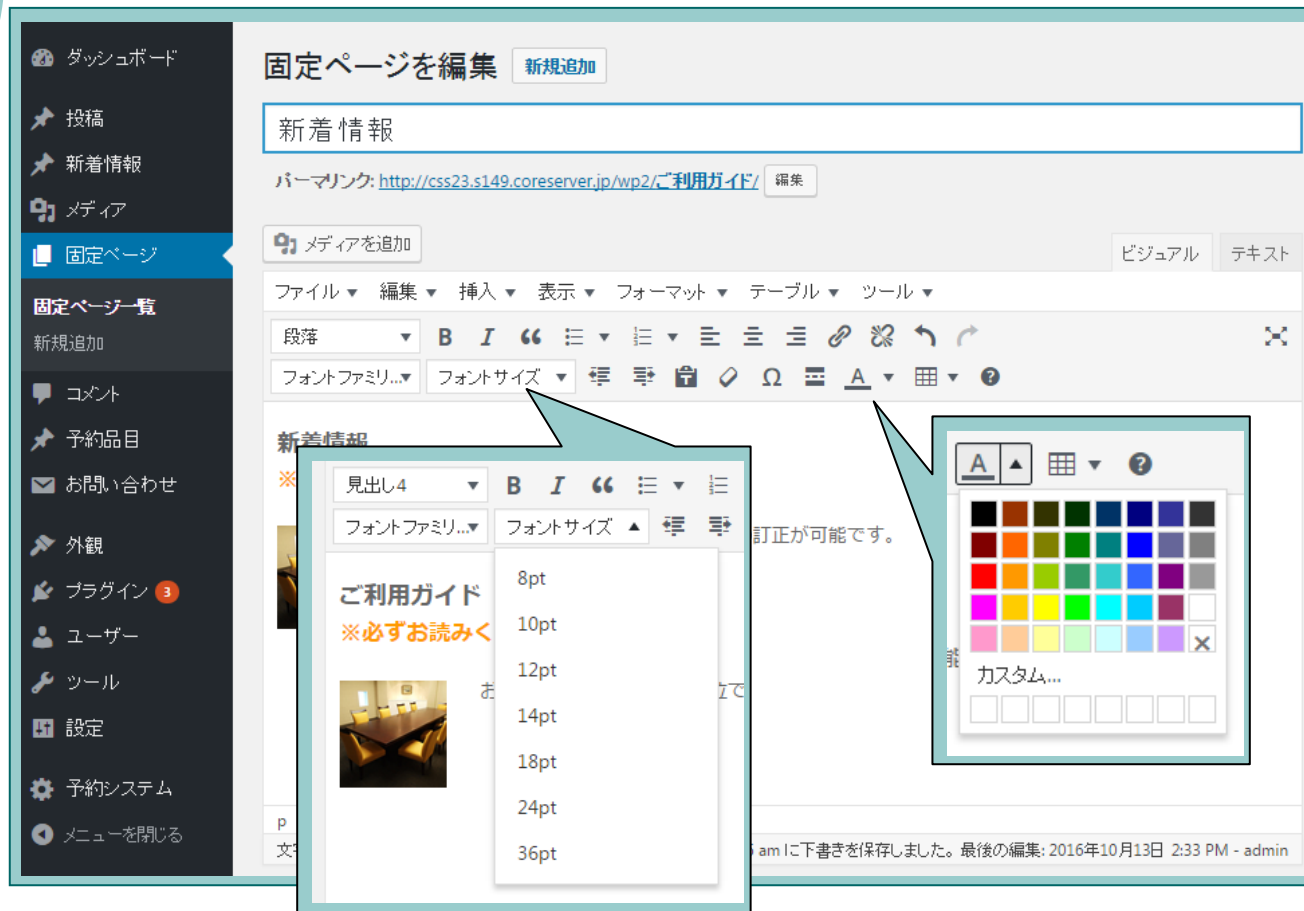 ダッシュボード
投稿
新着情報
メディア
固定ページ
固定ページ一覧
新規追加
コメント
予約品目
お問い合わせ
外観
プラグイン 3
ユーザー
ツール
設定
予約システム
メニューを閉じる
固定ページを編集 新規追加
新着情報
パーマリンク: http://css23.s149.coreserver.jp/wp2/ご利用ガイド/ 編集
メディアを追加
ビジュアル テキスト
ファイル 編集 挿入 表示 フォーマット テーブル ツール
段落 B I
フォントファミリ... フォントサイズ Ω A
新着情報
※
訂正が可能です。
見出し4 B I
フォントファミリ... フォントサイズ
ご利用ガイド
※必ずお読みく
お
8pt
10pt
12pt
14pt
18pt
24pt
36pt
A
カスタム...
p
am に下書きを保存しました。 最後の編集: 2016年10月13日 2:33 PM - admin